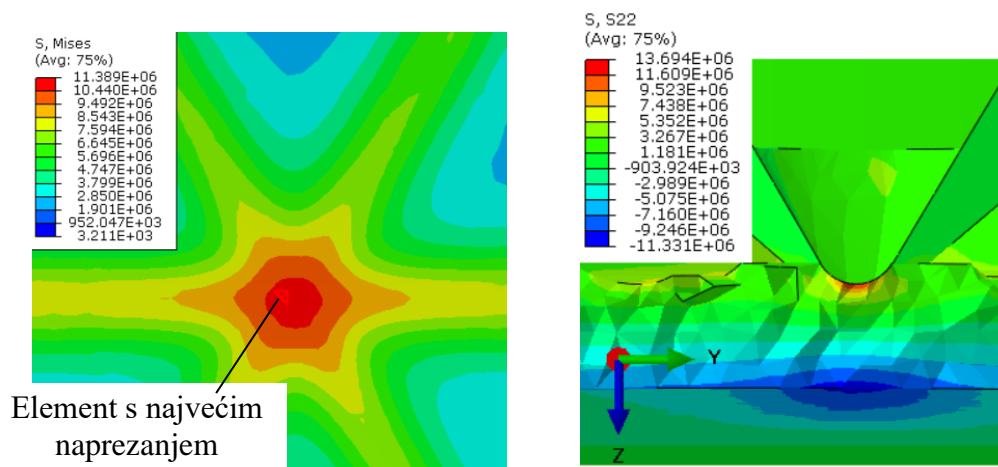 S, Mises
(Avg: 75%)
11.389E+06
10.440E+06
9.492E+06
8.543E+06
7.594E+06
6.645E+06
5.696E+06
4.747E+06
3.799E+06
2.850E+06
1.901E+06
952.047E+03
3.211E+03
Element s najvećim
naprezanjem
S, S22
(Avg: 75%)
13.694E+06
11.609E+06
9.523E+06
7.438E+06
5.352E+06
3.267E+06
1.181E+06
-903.924E+03
-2.989E+06
-5.075E+06
-7.160E+06
-9.246E+06
-11.331E+06
Y
Z